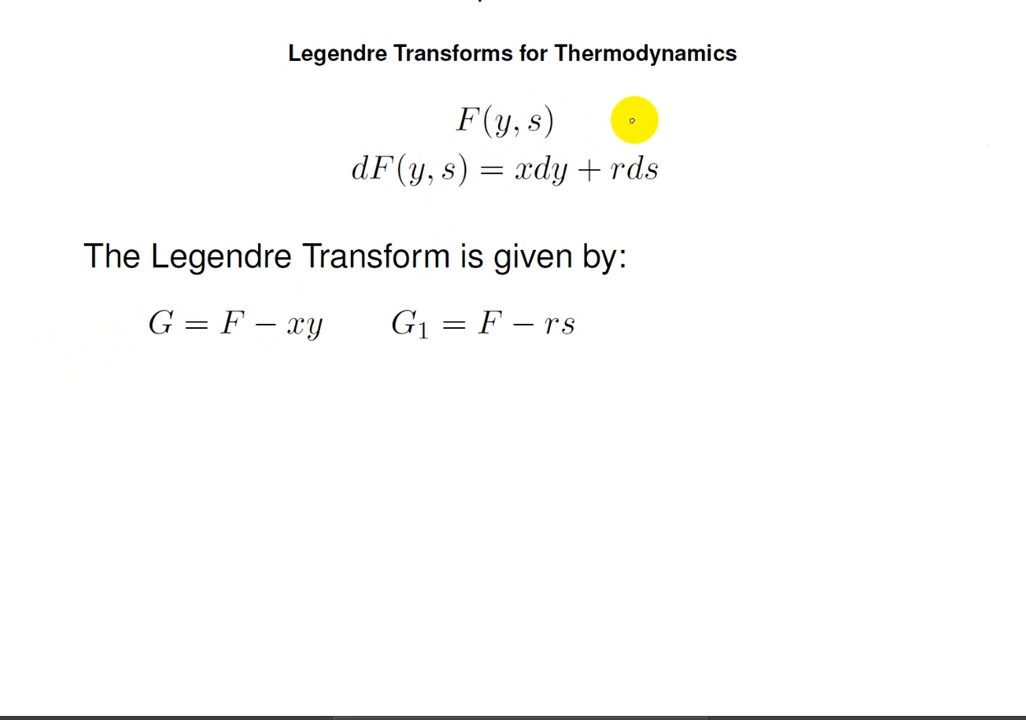 Legendre Transforms for Thermodynamics
F(y, s)
dF(y, s) = xdy + rds
The Legendre Transform is given by:
G = F − xy G₁ = F − rs